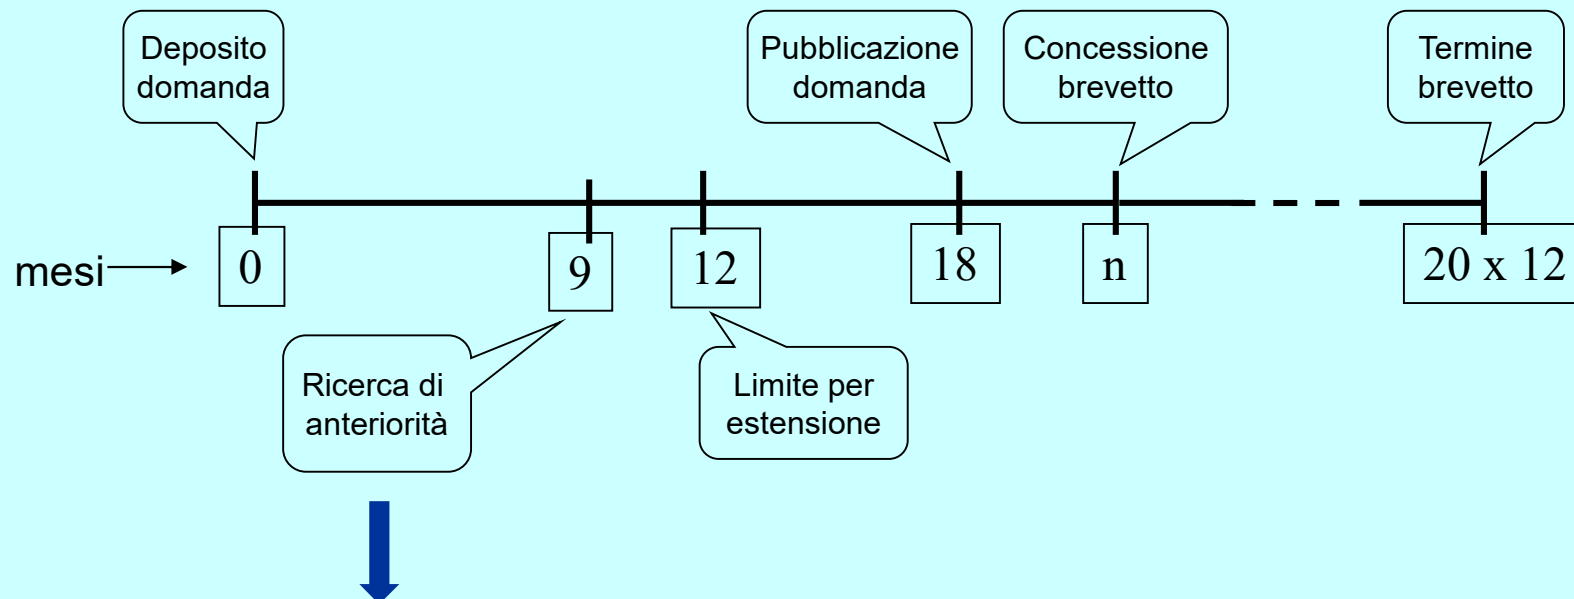 Deposito
domanda
Pubblicazione
domanda
Concessione
brevetto
Termine
brevetto
mesi
0
9
12
18
n
20 x 12
Ricerca di
anteriorità
Limite per
estensione